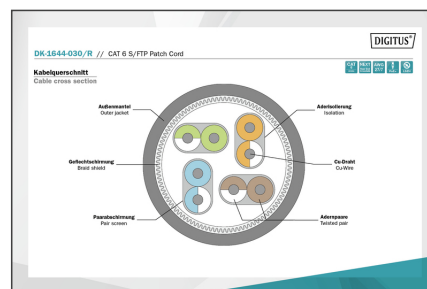 DIGITUS®
DK-1644-030/R // CAT 6 S/FTP Patch Cord
Kabelquerschnitt
Cable cross section
CAT
Außenmantel
Outer jacket
Aderisolierung
Isolation
Geflechtschirmung
Braid shield
Cu-Draht
Cu-Wire
Paarabschirmung
Pair screen
Adernpaare
Twisted pair